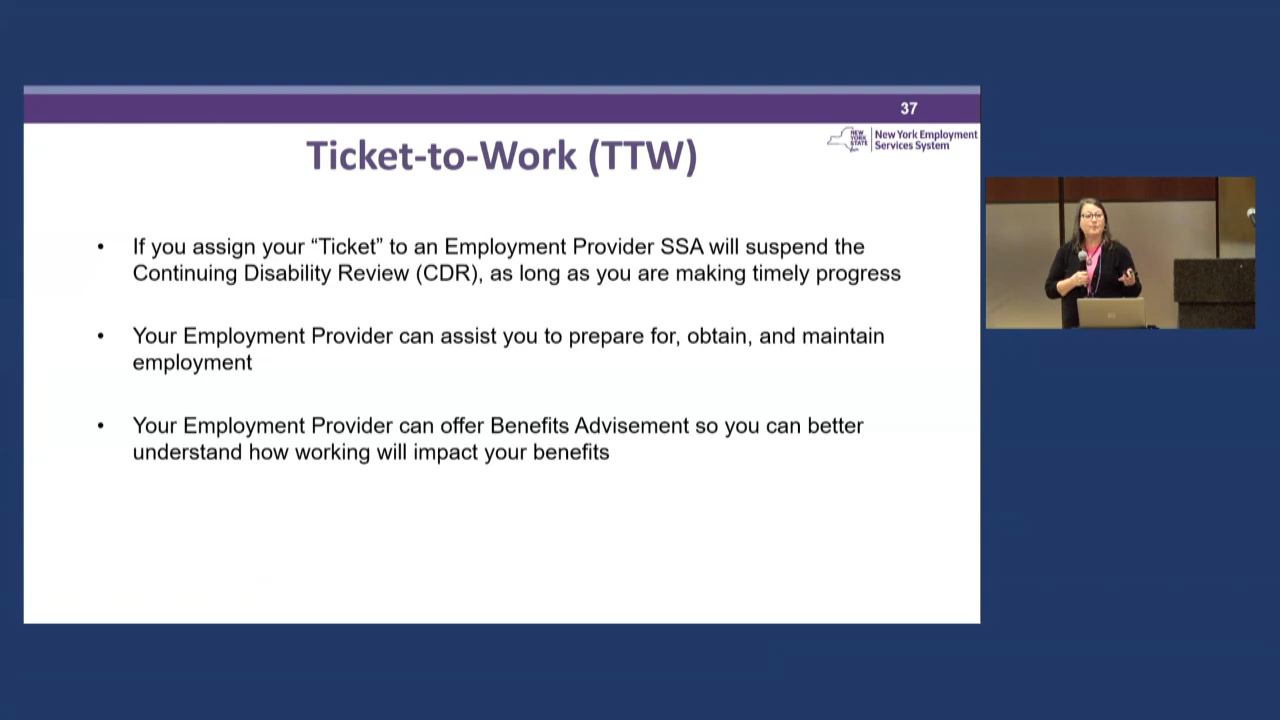 37
NEW
YORK
STATE
New York Employment
Services System
Ticket-to-Work (TTW)
• If you assign your “Ticket” to an Employment Provider SSA will suspend the
Continuing Disability Review (CDR), as long as you are making timely progress
• Your Employment Provider can assist you to prepare for, obtain, and maintain
employment
• Your Employment Provider can offer Benefits Advisement so you can better
understand how working will impact your benefits